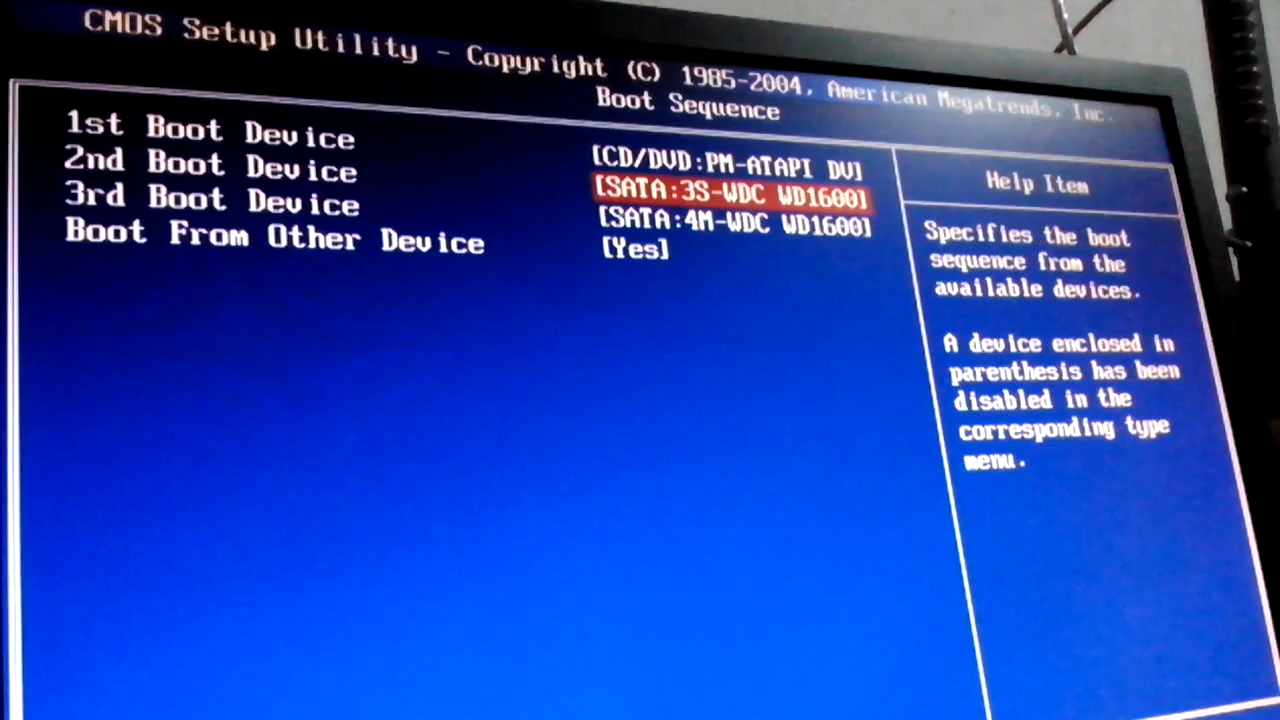 CMOS Setup Utility - Copyright (C) 1985-2004, American Megatrends, Inc.
Boot Sequence
1st Boot Device [CD/DVD:PM-ATAPI DV]
2nd Boot Device [SATA:3S-WDC WD1600]
3rd Boot Device [SATA:4M-WDC WD1600]
Boot From Other Device [Yes]
Help Item
Specifies the boot
sequence from the
available devices.
A device enclosed in
parenthesis has been
disabled in the
corresponding type
menu.